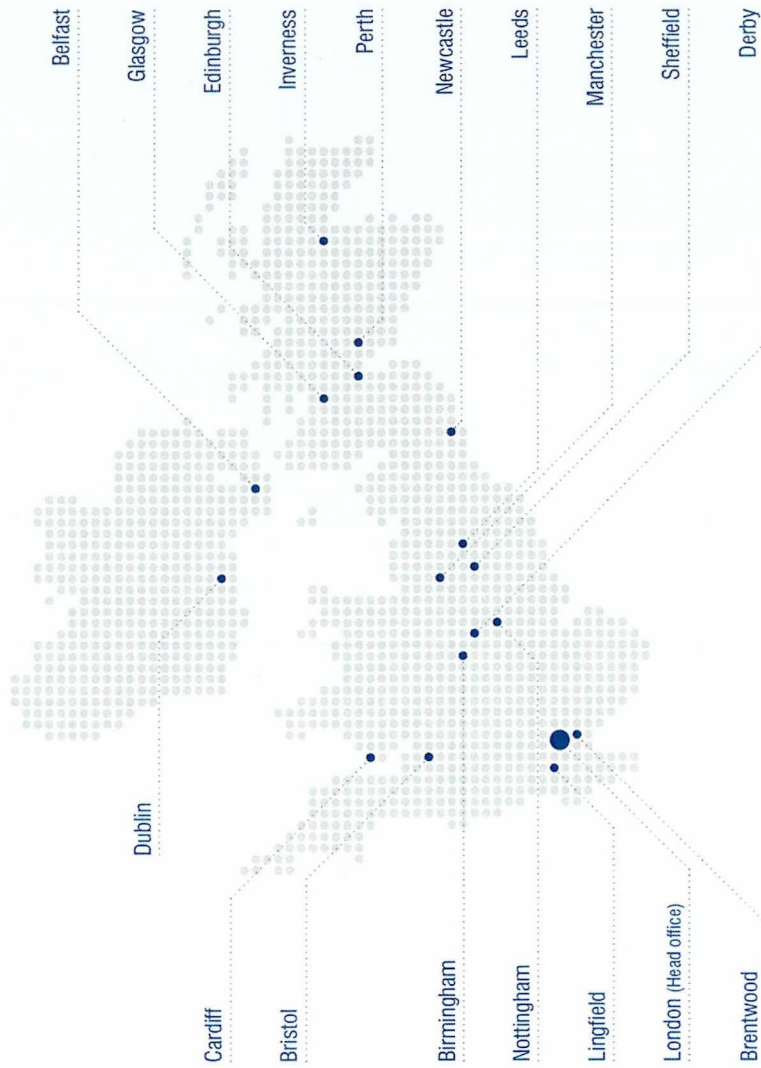 Belfast
Glasgow
Edinburgh
Inverness
Perth
Newcastle
Leeds
Manchester
Sheffield
Derby
Dublin
Cardiff
Bristol
Birmingham
Nottingham
Lingfield
London (Head office)
Brentwood